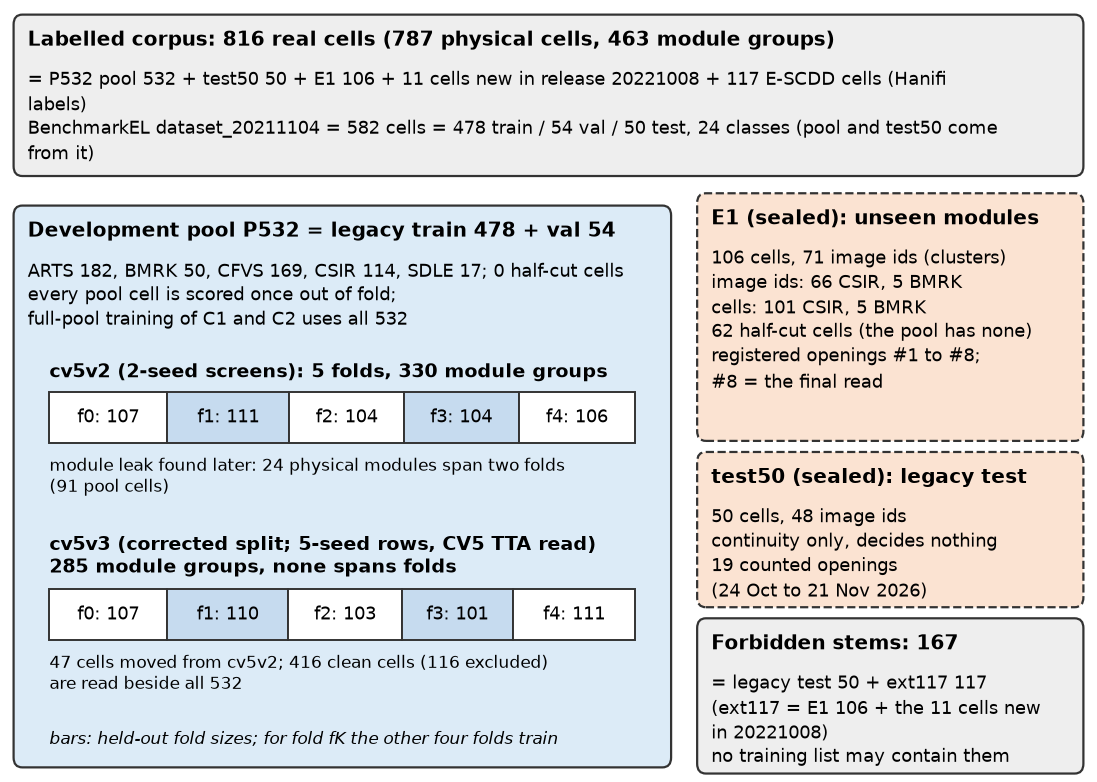 Labelled corpus: 816 real cells (787 physical cells, 463 module groups)
= P532 pool 532 + test50 50 + E1 106 + 11 cells new in release 20221008 + 117 E-SCDD cells (Hanifi
labels)
BenchmarkEL dataset_20211104 = 582 cells = 478 train / 54 val / 50 test, 24 classes (pool and test50 come
from it)
Development pool P532 = legacy train 478 + val 54
ARTS 182, BMRK 50, CFVS 169, CSIR 114, SDLE 17; 0 half-cut cells
every pool cell is scored once out of fold;
full-pool training of C1 and C2 uses all 532
cv5v2 (2-seed screens): 5 folds, 330 module groups
f0: 107 f1: 111 f2: 104 f3: 104 f4: 106
module leak found later: 24 physical modules span two folds
(91 pool cells)
cv5v3 (corrected split; 5-seed rows, CV5 TTA read)
285 module groups, none spans folds
f0: 107 f1: 110 f2: 103 f3: 101 f4: 111
47 cells moved from cv5v2; 416 clean cells (116 excluded)
are read beside all 532
bars: held-out fold sizes; for fold fK the other four folds train
E1 (sealed): unseen modules
106 cells, 71 image ids (clusters)
image ids: 66 CSIR, 5 BMRK
cells: 101 CSIR, 5 BMRK
62 half-cut cells (the pool has none)
registered openings #1 to #8;
#8 = the final read
test50 (sealed): legacy test
50 cells, 48 image ids
continuity only, decides nothing
19 counted openings
(24 Oct to 21 Nov 2026)
Forbidden stems: 167
= legacy test 50 + ext117 117
(ext117 = E1 106 + the 11 cells new
in 20221008)
no training list may contain them